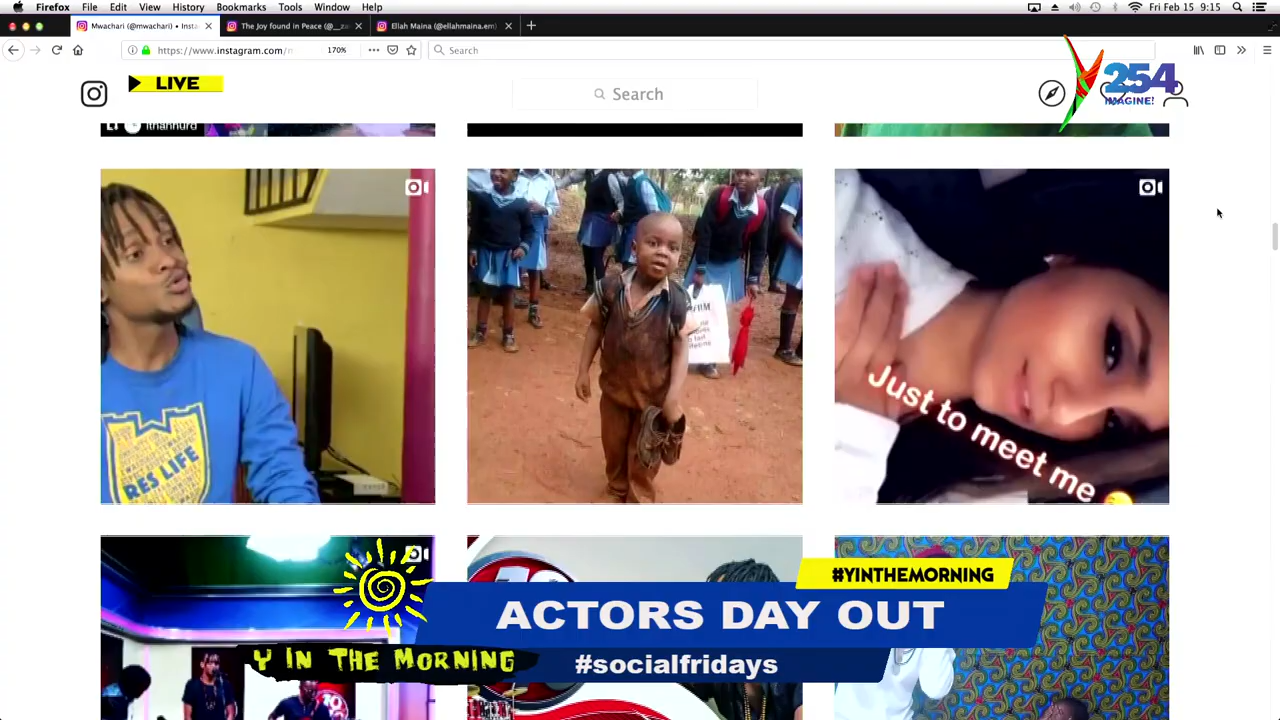 Firefox File Edit View History Bookmarks Tools Window Help
Fri Feb 15 9:15
Mwachari (@mwachari) • Insta
The Joy found in Peace (@__za
Ellah Maina (@ellahmaina.em)
https://www.instagram.com/
170%
Search
LIVE
Search
254
IMAGINE!
RES LIFE
Just to meet me
#YINTHEMORNING
ACTORS DAY OUT
Y IN THE MORNING
#socialfridays